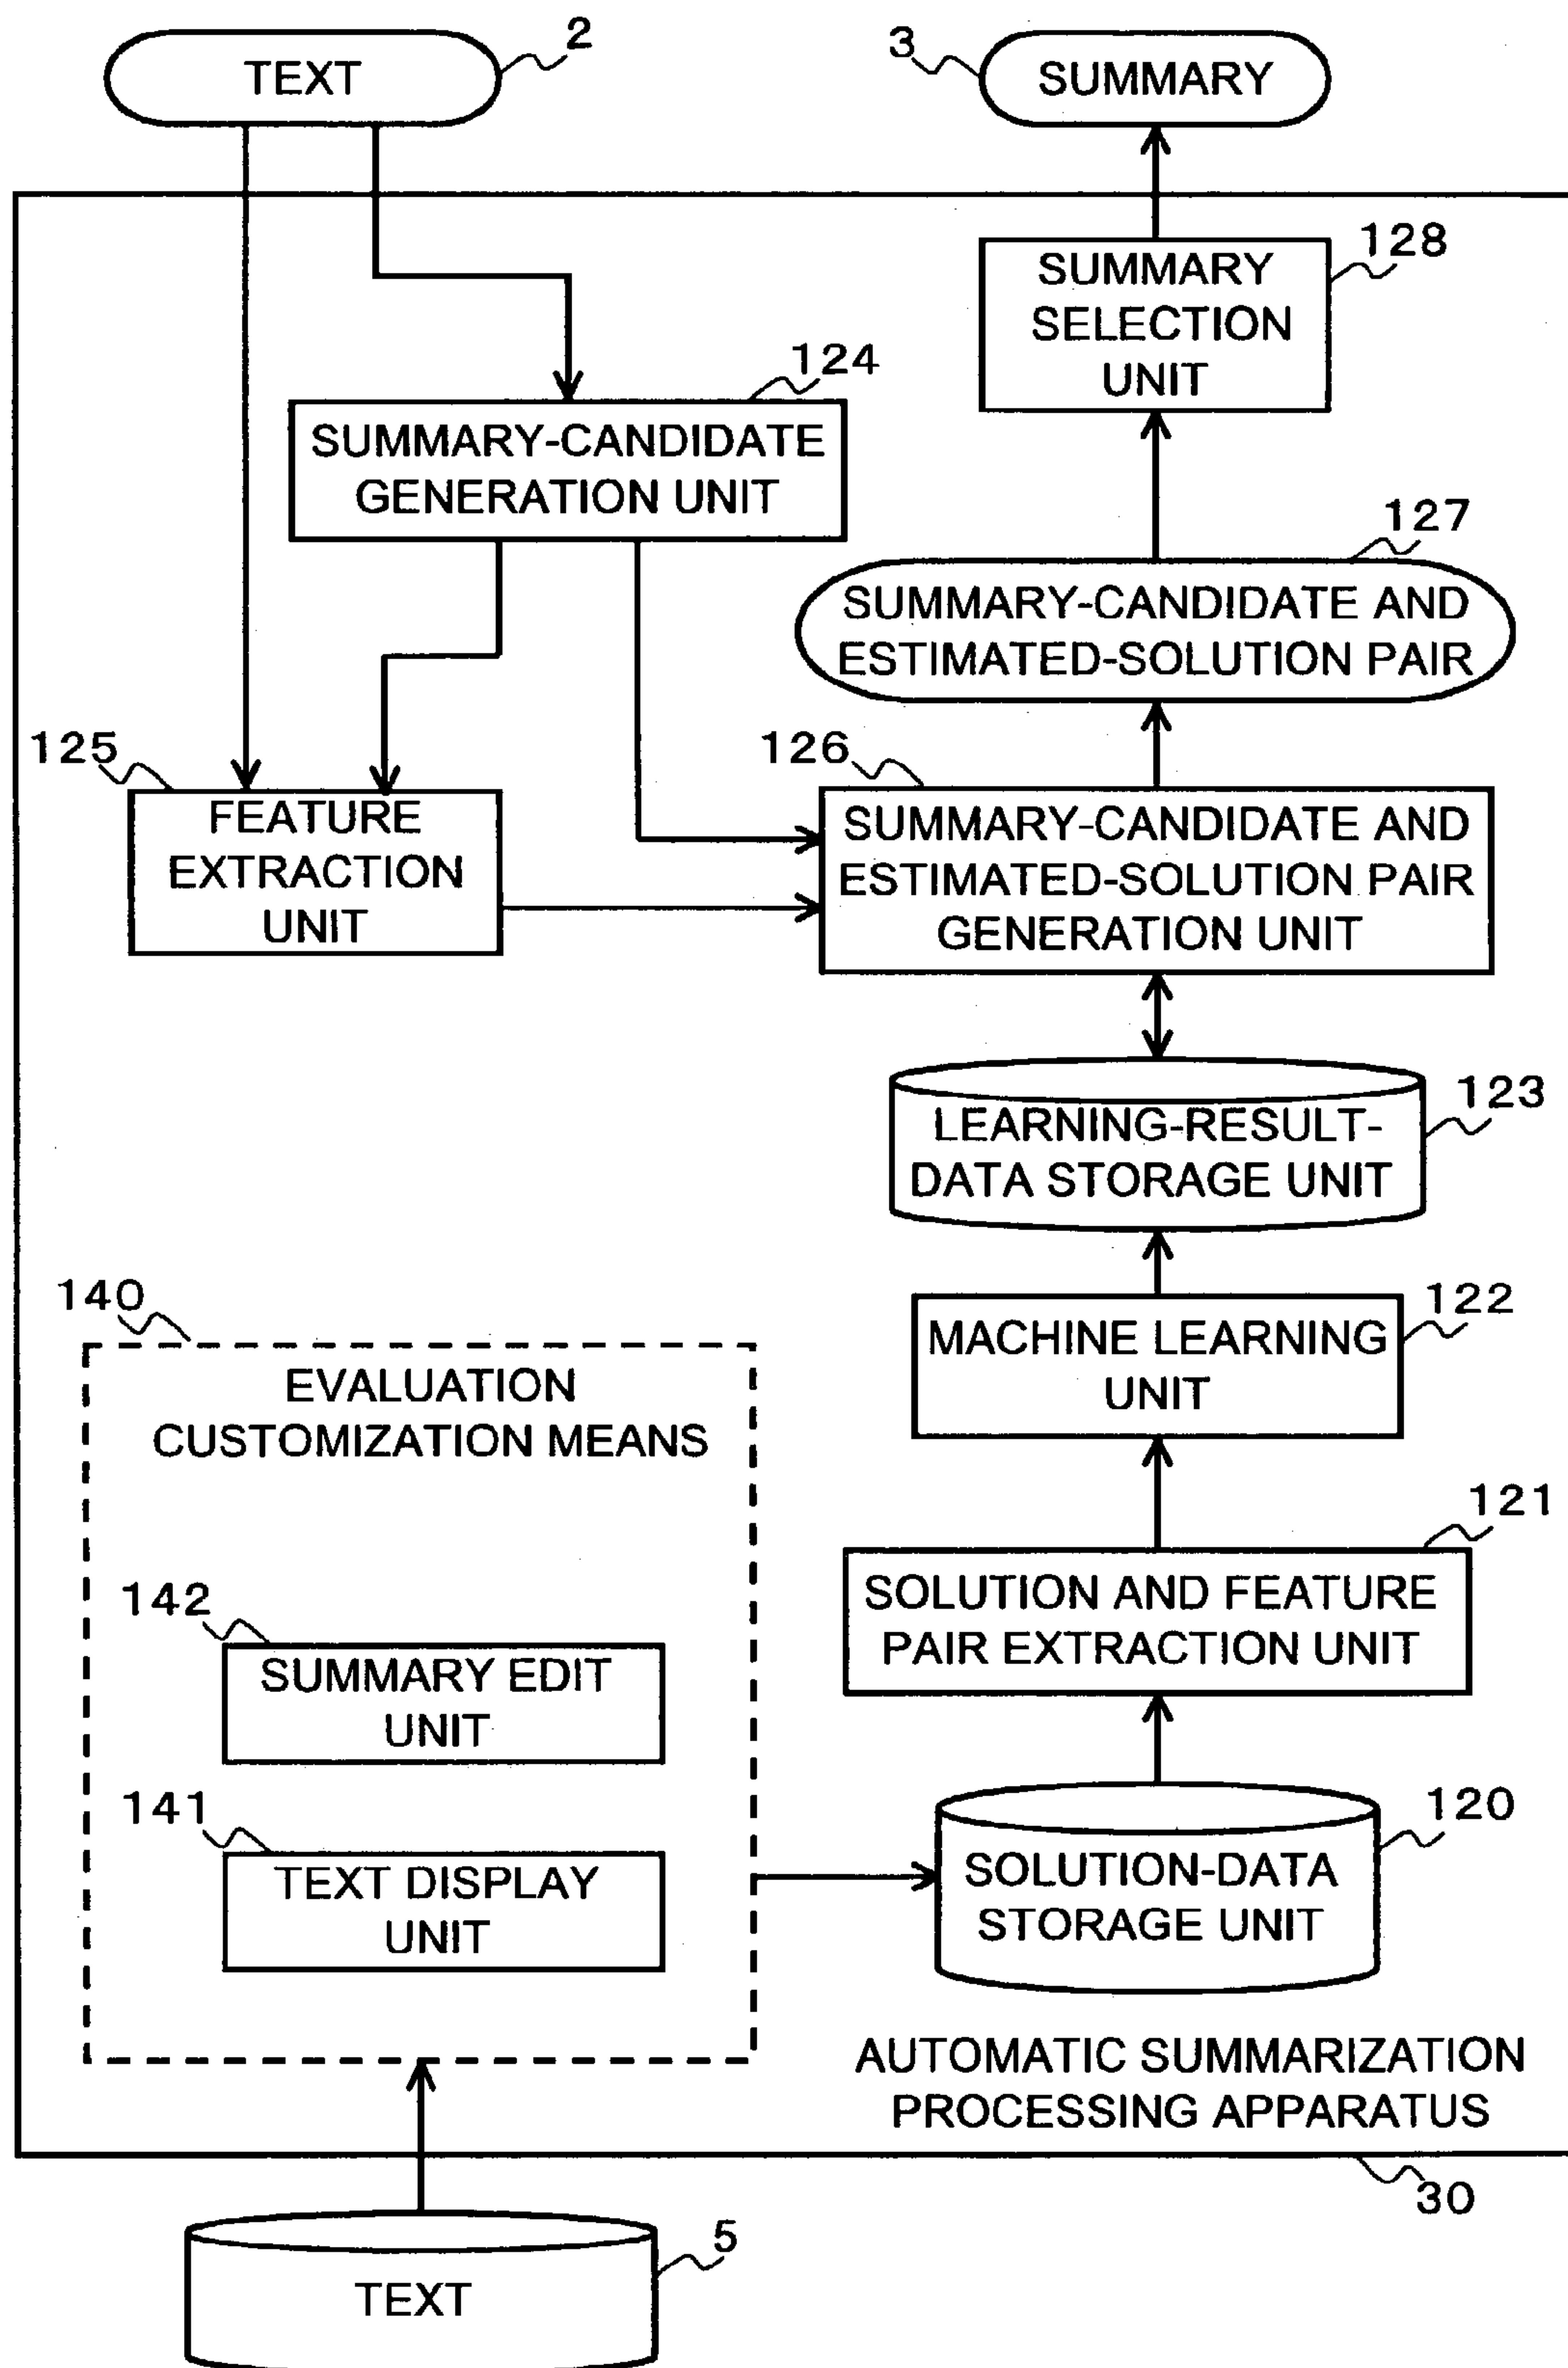 2
TEXT
3
SUMMARY
128
SUMMARY
SELECTION
UNIT
124
SUMMARY-CANDIDATE
GENERATION UNIT
127
SUMMARY-CANDIDATE AND
ESTIMATED-SOLUTION PAIR
125
FEATURE
EXTRACTION
UNIT
126
SUMMARY-CANDIDATE AND
ESTIMATED-SOLUTION PAIR
GENERATION UNIT
123
LEARNING-RESULT-
DATA STORAGE UNIT
140
EVALUATION
CUSTOMIZATION MEANS
122
MACHINE LEARNING
UNIT
121
SOLUTION AND FEATURE
PAIR EXTRACTION UNIT
142
SUMMARY EDIT
UNIT
141
TEXT DISPLAY
UNIT
120
SOLUTION-DATA
STORAGE UNIT
AUTOMATIC SUMMARIZATION
PROCESSING APPARATUS
30
5
TEXT